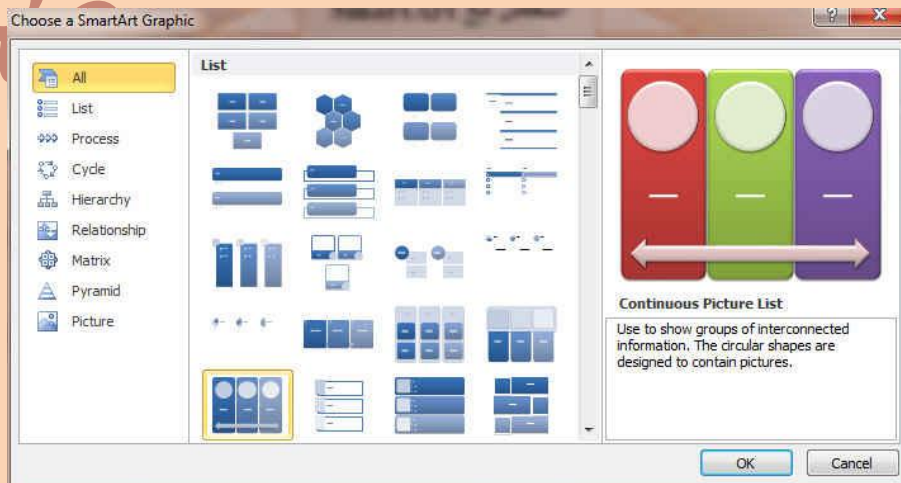 Choose a SmartArt Graphic
All
List
Process
Cycle
Hierarchy
Relationship
Matrix
Pyramid
Picture
List
Continuous Picture List
Use to show groups of interconnected
information. The circular shapes are
designed to contain pictures.
OK
Cancel